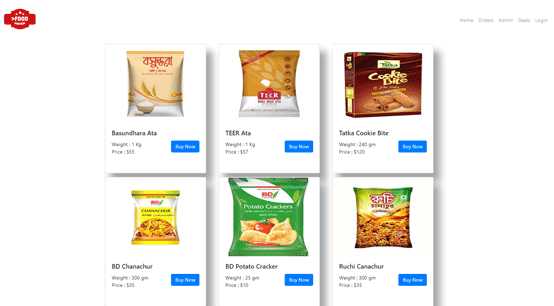 FOOD
Home Orders Admin Deals Login
বসুন্ধরা
TEER
Tatka
Cookie
Bite
Basundhara Ata
Weight : 1 Kg
Price : $55
Buy Now
TEER Ata
Weight : 1 Kg
Price : $57
Buy Now
Tatka Cookie Bite
Weight : 240 gm
Price : $120
Buy Now
BD
CHANACHUR
BD
Potato Crackers
রুচি
BD Chanachur
Weight : 300 gm
Price : $35
Buy Now
BD Potato Cracker
Weight : 25 gm
Price : $10
Buy Now
Ruchi Canachur
Weight : 300 gm
Price : $35
Buy Now